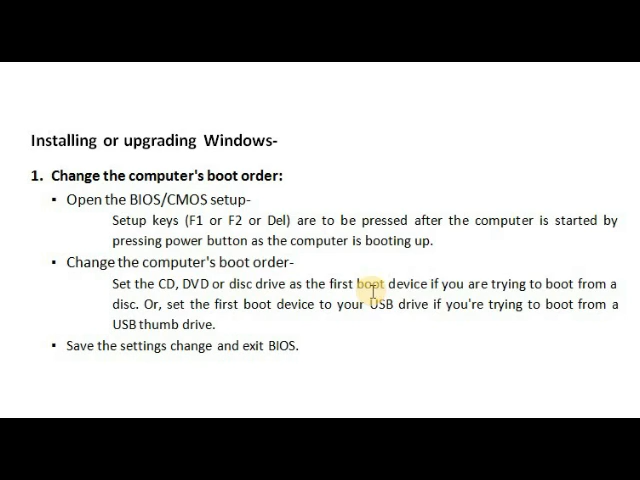 Installing or upgrading Windows-
1. Change the computer's boot order:
▪ Open the BIOS/CMOS setup-
Setup keys (F1 or F2 or Del) are to be pressed after the computer is started by
pressing power button as the computer is booting up.
▪ Change the computer's boot order-
Set the CD, DVD or disc drive as the first boot device if you are trying to boot from a
disc. Or, set the first boot device to your USB drive if you're trying to boot from a
USB thumb drive.
▪ Save the settings change and exit BIOS.